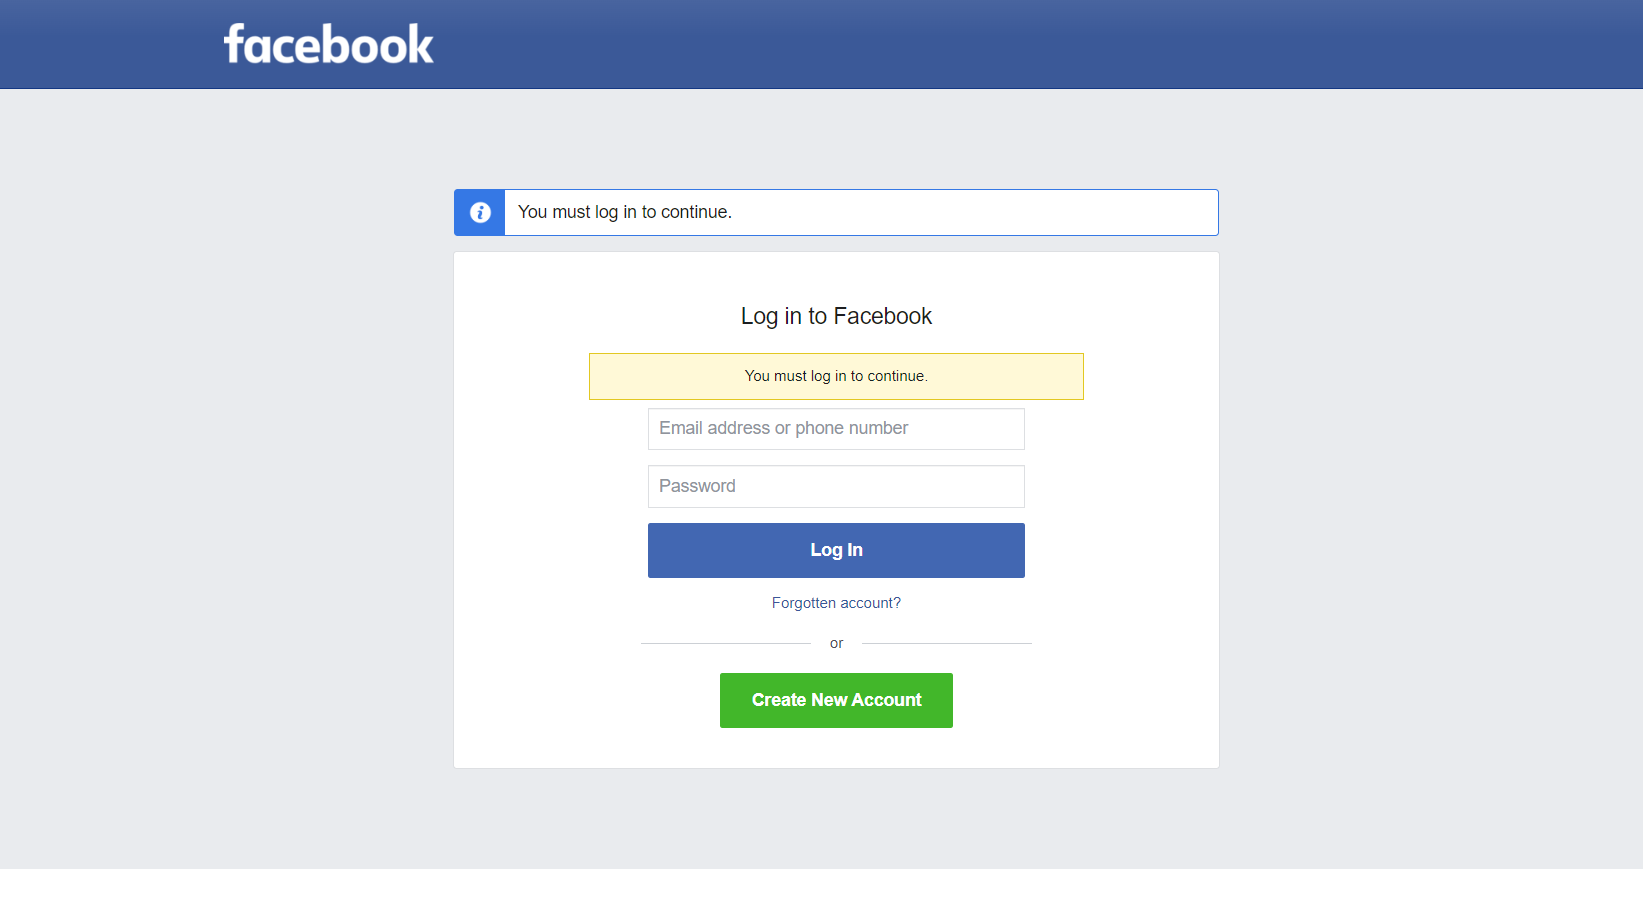 facebook
You must log in to continue.
Log in to Facebook
You must log in to continue.
Email address or phone number
Password
Log In
Forgotten account?
or
Create New Account